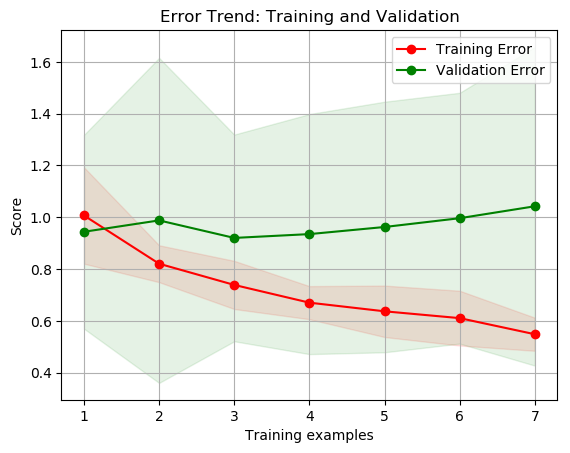 Error Trend: Training and Validation
Training Error
Validation Error
Score
1.6
1.4
1.2
1.0
0.8
0.6
0.4
1 2 3 4 5 6 7
Training examples